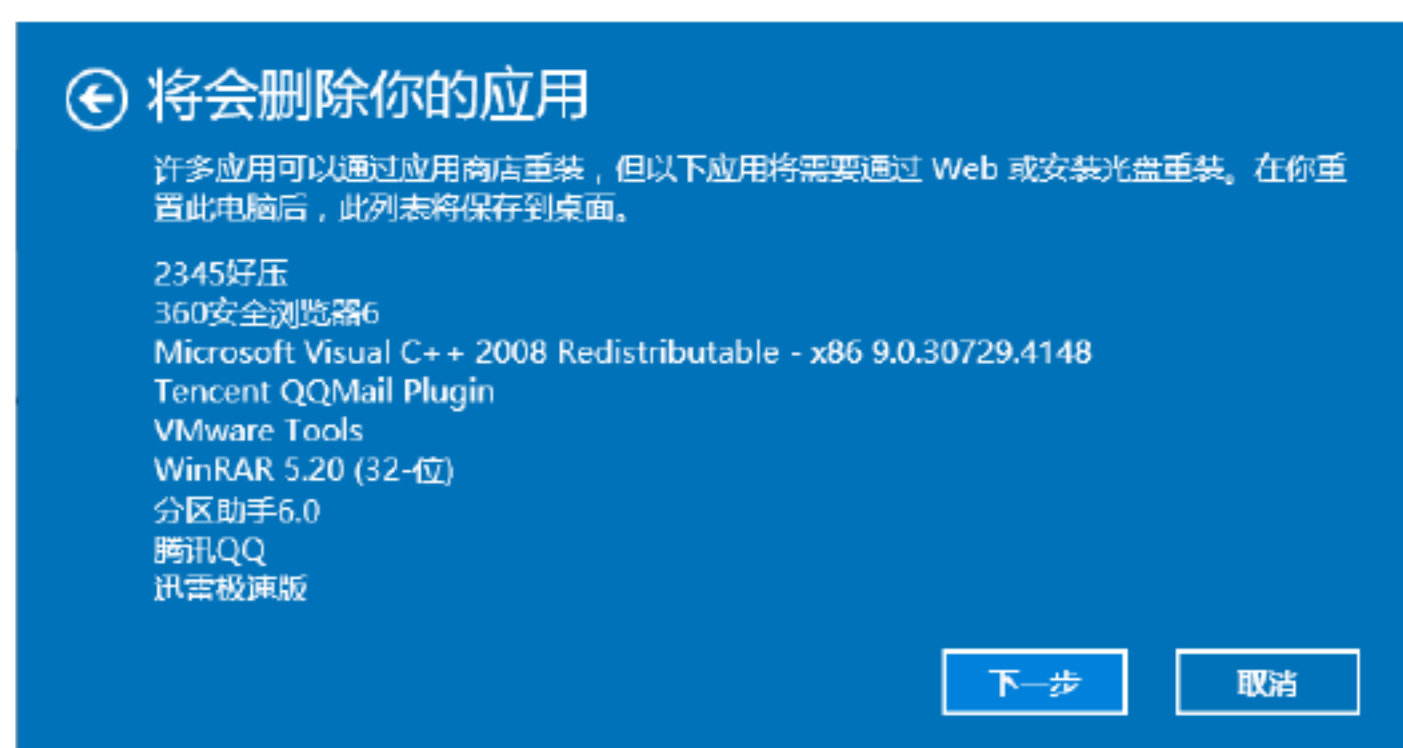 将会删除你的应用
许多应用可以通过应用商店重装，但以下应用将需要通过 Web 或安装光盘重装。在你重
置此电脑后，此列表将保存到桌面。
2345好压
360安全浏览器6
Microsoft Visual C++ 2008 Redistributable - x86 9.0.30729.4148
Tencent QQMail Plugin
VMware Tools
WinRAR 5.20 (32-位)
分区助手6.0
腾讯QQ
迅雷极速版
下一步
取消